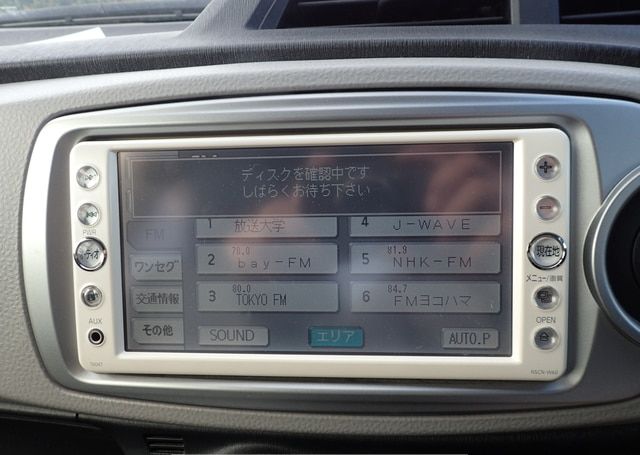 ディスクを確認中です
しばらくお待ち下さい
FM
1 放送大学
4 J-WAVE
78.0
2 bay-FM
81.3
5 NHK-FM
80.0
3 TOKYO FM
84.7
6 FMヨコハマ
ワンセグ
交通情報
その他
SOUND
エリア
AUTO.P
PWR
AUX
現在地
メニュー/画質
OPEN
NSCN-W60